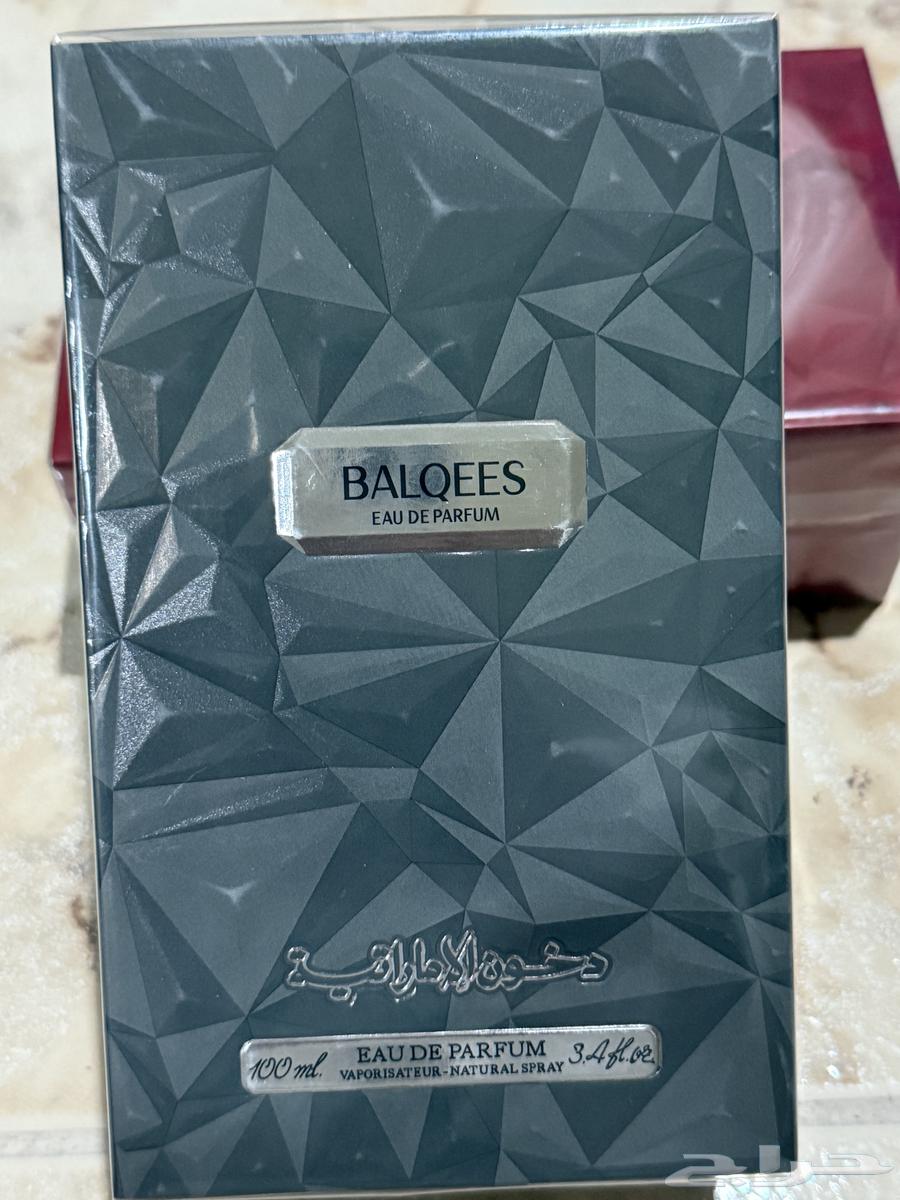 BALQEES
EAU DE PARFUM
دخون الإماراتية
100 ml. EAU DE PARFUM 3.4 fl.oz.
VAPORISATEUR-NATURAL SPRAY
حراج